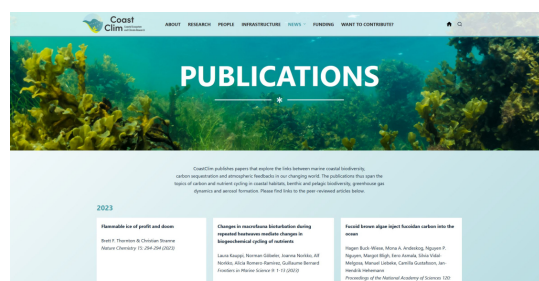 Coast
Clim
ABOUT RESEARCH PEOPLE INFRASTRUCTURE NEWS FUNDING WANT TO CONTRIBUTE?
PUBLICATIONS
CoastClim publishes papers that explore the links between marine coastal biodiversity,
carbon sequestration and atmospheric feedbacks in our changing world. The publications thus span the
topics of carbon and nutrient cycling in coastal habitats, benthic and pelagic biodiversity, greenhouse gas
dynamics and aerosol formation. Please find links to the peer-reviewed articles below.
2023
Flammable ice of profit and doom
Brett F. Thornton & Christian Stranne
Nature Chemistry 15: 294-294 (2023)
Changes in macrofauna bioturbation during
repeated heatwaves mediate changes in
biogeochemical cycling of nutrients
Laura Kauppi, Norman Göbeler, Joanna Norkko, Alf
Norkko, Alicia Romero-Ramirez, Guillaume Bernard
Frontiers in Marine Science 9: 1-13 (2023)
Fucoid brown algae inject fucoidan carbon into the
ocean
Hagen Buck-Wiese, Mona A. Andskog, Nguyen P.
Nguyen, Margot Bligh, Eero Asmala, Silvia Vidal-
Melgosa, Manuel Liebeke, Camilla Gustafsson, Jan-
Hendrik Hehemann
Proceedings of the National Academy of Sciences 120: